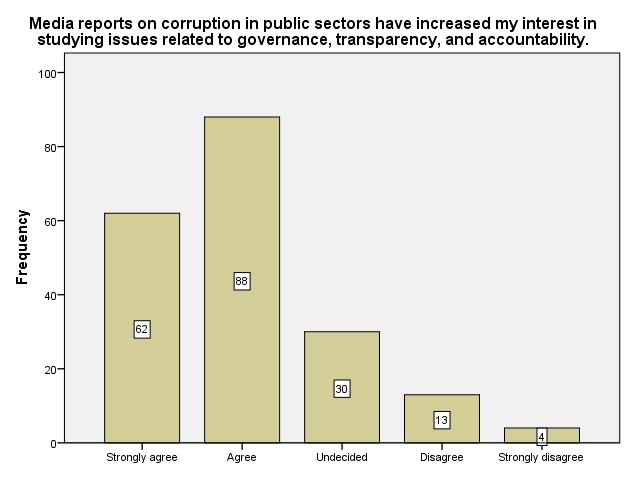 Media reports on corruption in public sectors have increased my interest in
studying issues related to governance, transparency, and accountability.
100
80
60
40
20
0
Frequency
62
88
30
13
4
Strongly agree
Agree
Undecided
Disagree
Strongly disagree